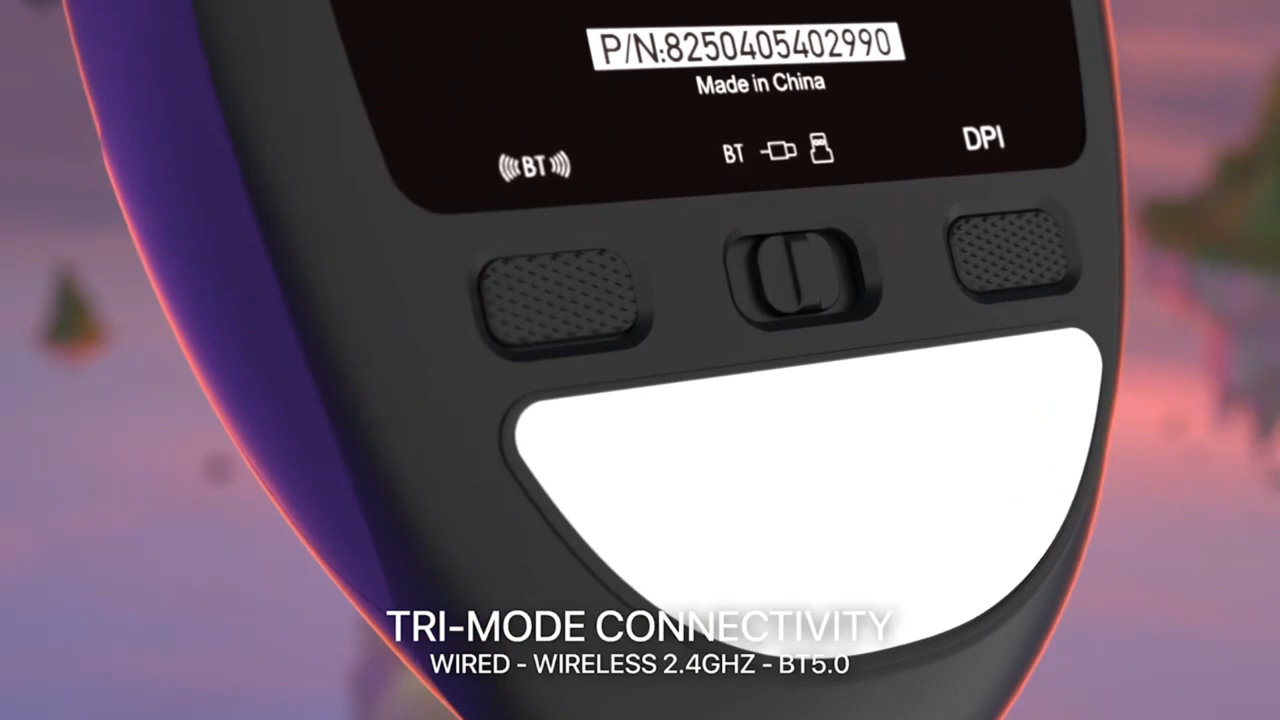 P/N:8250405402990
Made in China
BT
BT
DPI
TRI-MODE CONNECTIVITY
WIRED - WIRELESS 2.4GHZ - BT5.0